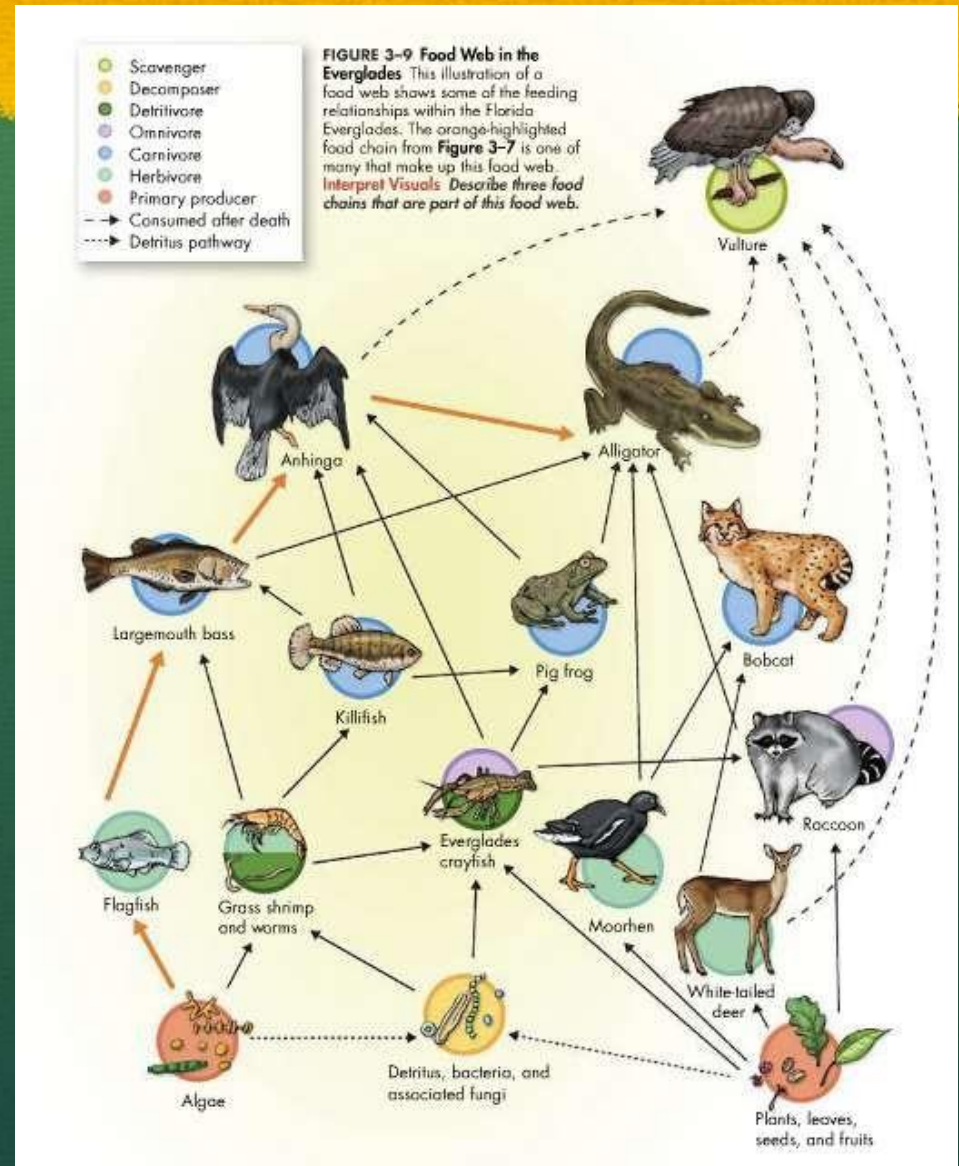 Scavenger
Decomposer
Detritivore
Omnivore
Carnivore
Herbivore
Primary producer
Consumed after death
Detritus pathway
FIGURE 3–9 Food Web in the
Everglades This illustration of a
food web shows some of the feeding
relationships within the Florida
Everglades. The orange-highlighted
food chain from Figure 3–7 is one of
many that make up this food web.
Interpret Visuals Describe three food
chains that are part of this food web.
Vulture
Anhinga
Alligator
Largemouth bass
Killifish
Pig frog
Bobcat
Raccoon
Flagfish
Grass shrimp
and worms
Everglades
crayfish
Moorhen
White-tailed
deer
Algae
Detritus, bacteria, and
associated fungi
Plants, leaves,
seeds, and fruits